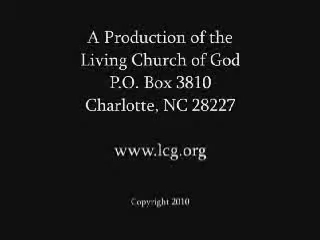 A Production of the
Living Church of God
P.O. Box 3810
Charlotte, NC 28227
www.lcg.org
Copyright 2010